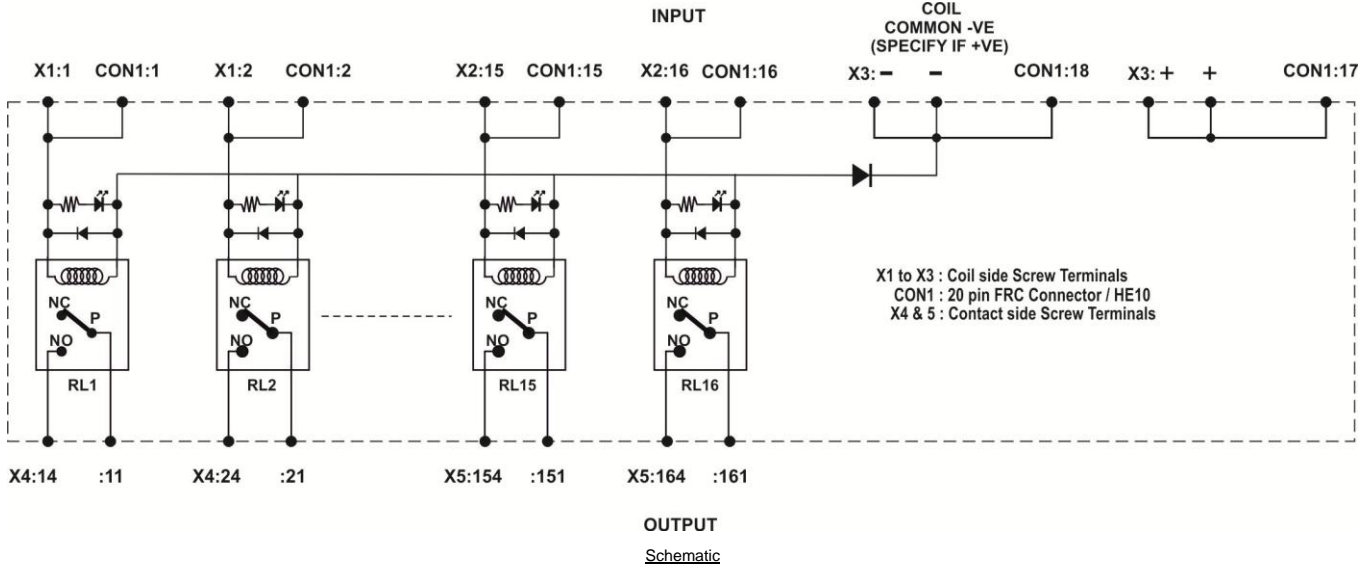 INPUT
COIL
COMMON -VE
(SPECIFY IF +VE)
X1:1 CON1:1 X1:2 CON1:2 X2:15 CON1:15 X2:16 CON1:16 X3: − − CON1:18 X3: + + CON1:17
NC NC NC NC
P P P P
NO NO NO NO
RL1 RL2 RL15 RL16
X1 to X3 : Coil side Screw Terminals
CON1 : 20 pin FRC Connector / HE10
X4 & 5 : Contact side Screw Terminals
X4:14 :11 X4:24 :21 X5:154 :151 X5:164 :161
OUTPUT
Schematic